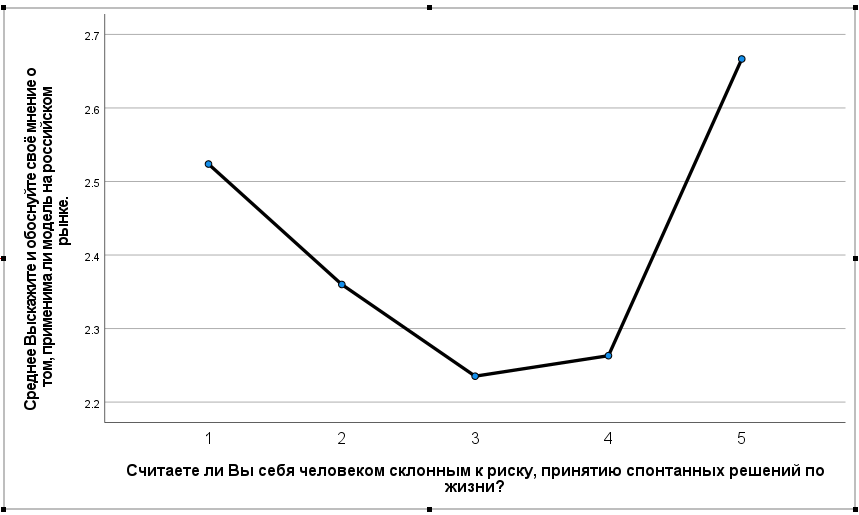 Среднее Выскажите и обоснуйте своё мнение о
том, применима ли модель на российском
рынке.
2.7
2.6
2.5
2.4
2.3
2.2
1 2 3 4 5
Считаете ли Вы себя человеком склонным к риску, принятию спонтанных решений по
жизни?